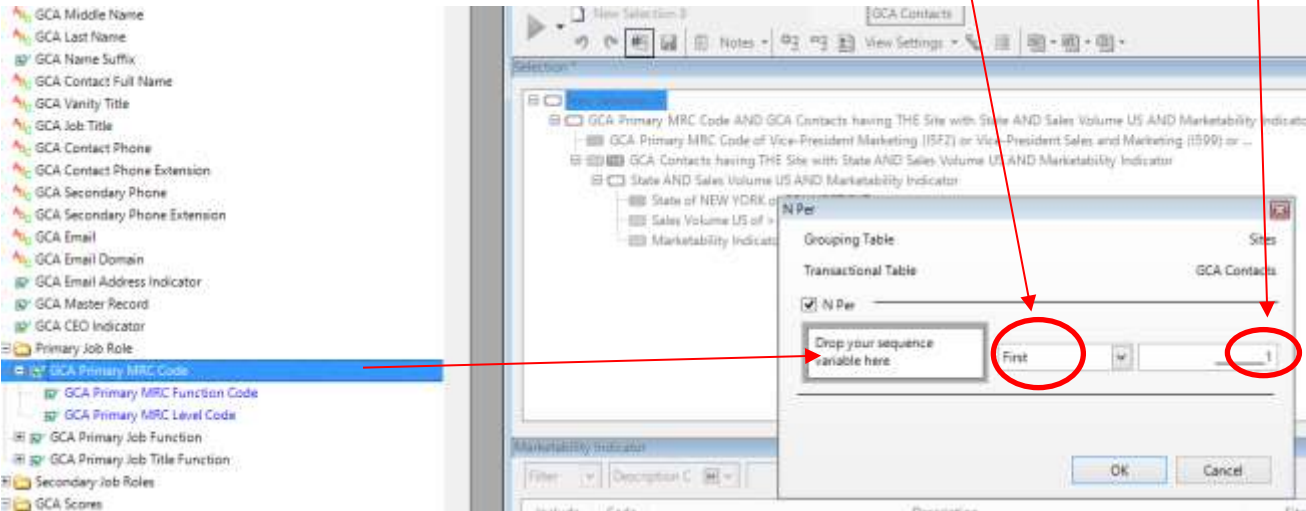 GCA Middle Name
GCA Last Name
GCA Name Suffix
GCA Contact Full Name
GCA Vanity Title
GCA Job Title
GCA Contact Phone
GCA Contact Phone Extension
GCA Secondary Phone
GCA Secondary Phone Extension
GCA Email
GCA Email Domain
GCA Email Address Indicator
GCA Master Record
GCA CEO Indicator
Primary Job Role
GCA Primary MRC Code
GCA Primary MRC Function Code
GCA Primary MRC Level Code
GCA Primary Job Function
GCA Primary Job Title Function
Secondary Job Roles
GCA Scores
New Selection GCA Contacts
Notes View Settings
Selection *
GCA Primary MRC Code AND GCA Contacts having THE Site with State AND Sales Volume US AND Marketability Indicato
GCA Primary MRC Code of Vice-President Marketing (ISF2) or Vice-President Sales and Marketing (IS99) or ...
GCA Contacts having THE Site with State AND Sales Volume US AND Marketability Indicator
State AND Sales Volume US AND Marketability Indicator
State of NEW YORK
Sales Volume US of >
Marketability Indicat
N Per
Grouping Table Sites
Transactional Table GCA Contacts
N Per
Drop your sequence
variable here
First
1
OK Cancel
Marketability Indicator
Filter Description C
Include Code Description